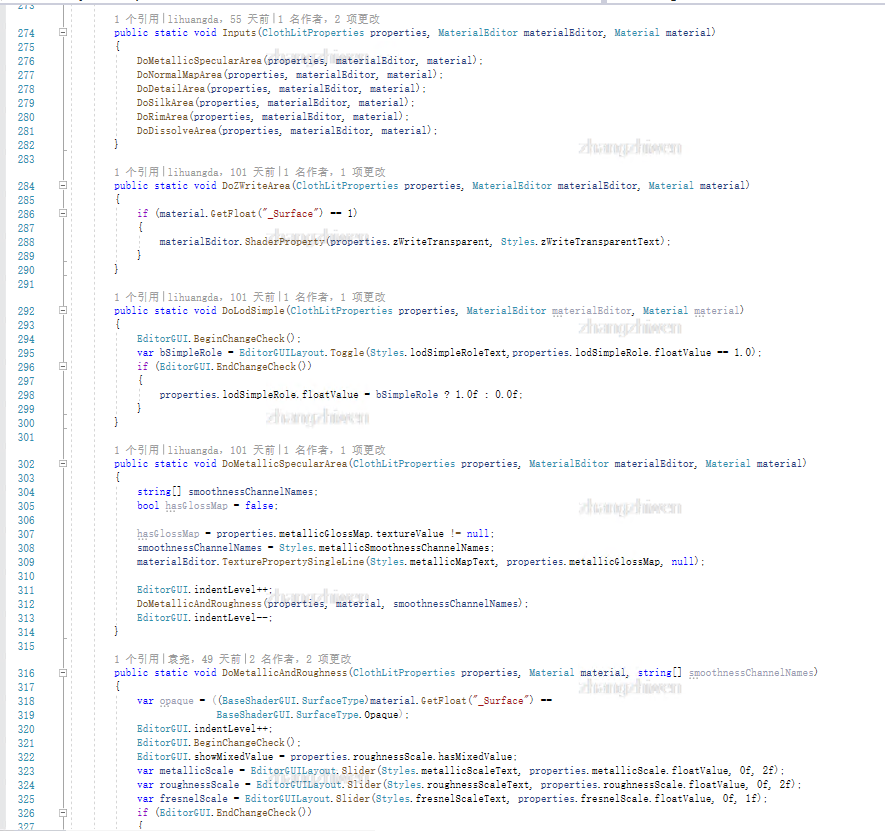 273
1 个引用|lihuangda，55 天前|1 名作者，2 项更改
274 public static void Inputs(ClothLitProperties properties, MaterialEditor materialEditor, Material material)
275 {
276 DoMetallicSpecularArea(properties, materialEditor, material);
277 DoNormalMapArea(properties, materialEditor, material);
278 DoDetailArea(properties, materialEditor, material);
279 DoSilkArea(properties, materialEditor, material);
280 DoRimArea(properties, materialEditor, material);
281 DoDissolveArea(properties, materialEditor, material);
282 }
zhangzhiwen
283
1 个引用|lihuangda，101 天前|1 名作者，1 项更改
284 public static void DoZWriteArea(ClothLitProperties properties, MaterialEditor materialEditor, Material material)
285 {
286 if (material.GetFloat("_Surface") == 1)
287 {
288 materialEditor.ShaderProperty(properties.zWriteTransparent, Styles.zWriteTransparentText);
289 }
290 }
291
1 个引用|lihuangda，101 天前|1 名作者，1 项更改
292 public static void DoLodSimple(ClothLitProperties properties, MaterialEditor materialEditor, Material material)
293 {
zhangzhiwen
294 EditorGUI.BeginChangeCheck();
295 var bSimpleRole = EditorGUILayout.Toggle(Styles.lodSimpleRoleText,properties.lodSimpleRole.floatValue == 1.0);
296 if (EditorGUI.EndChangeCheck())
297 {
298 properties.lodSimpleRole.floatValue = bSimpleRole ? 1.0f : 0.0f;
299 }
zhangzhiwen
300 }
301
1 个引用|lihuangda，101 天前|1 名作者，1 项更改
302 public static void DoMetallicSpecularArea(ClothLitProperties properties, MaterialEditor materialEditor, Material material)
303 {
304 string[] smoothnessChannelNames;
305 bool hasGlossMap = false;
zhangzhiwen
306
307 hasGlossMap = properties.metallicGlossMap.textureValue != null;
308 smoothnessChannelNames = Styles.metallicSmoothnessChannelNames;
309 materialEditor.TexturePropertySingleLine(Styles.metallicMapText, properties.metallicGlossMap, null);
310
311 EditorGUI.indentLevel++;
312 DoMetallicAndRoughness(properties, material, smoothnessChannelNames);
313 EditorGUI.indentLevel--;
314 }
315
1 个引用|袁尧，49 天前|2 名作者，2 项更改
316 public static void DoMetallicAndRoughness(ClothLitProperties properties, Material material, string[] smoothnessChannelNames)
317 {
zhangzhiwen
318 var opaque = ((BaseShaderGUI.SurfaceType)material.GetFloat("_Surface") ==
319 BaseShaderGUI.SurfaceType.Opaque);
320 EditorGUI.indentLevel++;
321 EditorGUI.BeginChangeCheck();
322 EditorGUI.showMixedValue = properties.roughnessScale.hasMixedValue;
323 var metallicScale = EditorGUILayout.Slider(Styles.metallicScaleText, properties.metallicScale.floatValue, 0f, 2f);
324 var roughnessScale = EditorGUILayout.Slider(Styles.roughnessScaleText, properties.roughnessScale.floatValue, 0f, 2f);
325 var fresnelScale = EditorGUILayout.Slider(Styles.fresnelScaleText, properties.fresnelScale.floatValue, 0f, 1f);
326 if (EditorGUI.EndChangeCheck())
327 {